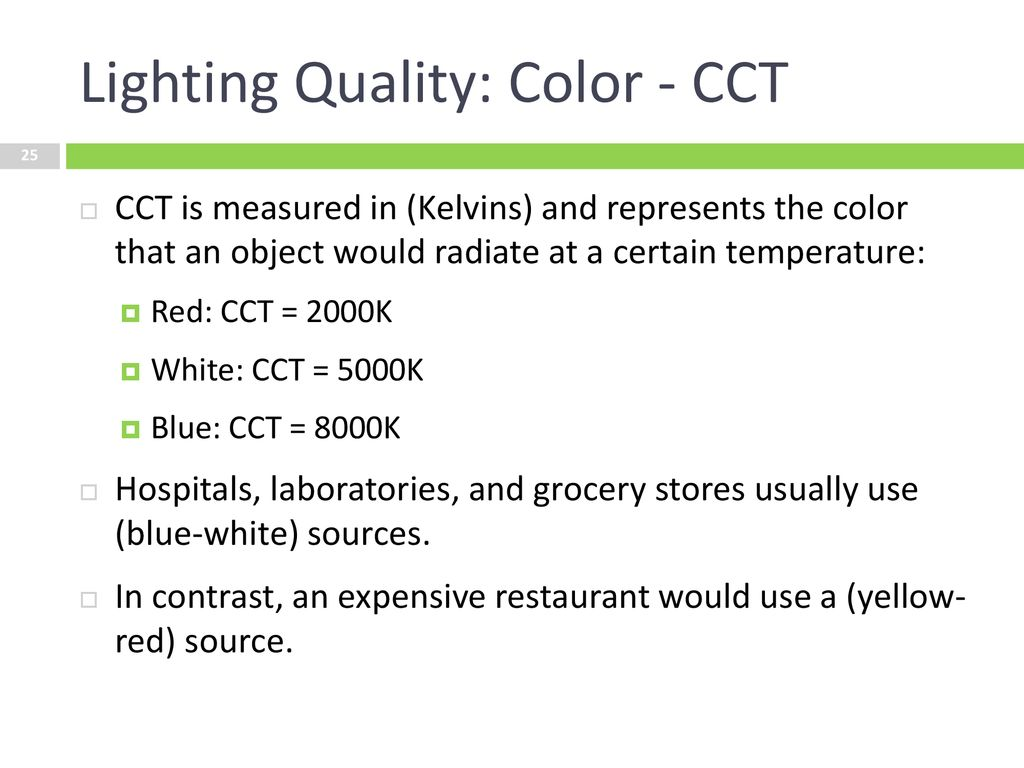 Lighting Quality: Color - CCT
25
CCT is measured in (Kelvins) and represents the color
that an object would radiate at a certain temperature:
Red: CCT = 2000K
White: CCT = 5000K
Blue: CCT = 8000K
Hospitals, laboratories, and grocery stores usually use
(blue-white) sources.
In contrast, an expensive restaurant would use a (yellow-
red) source.